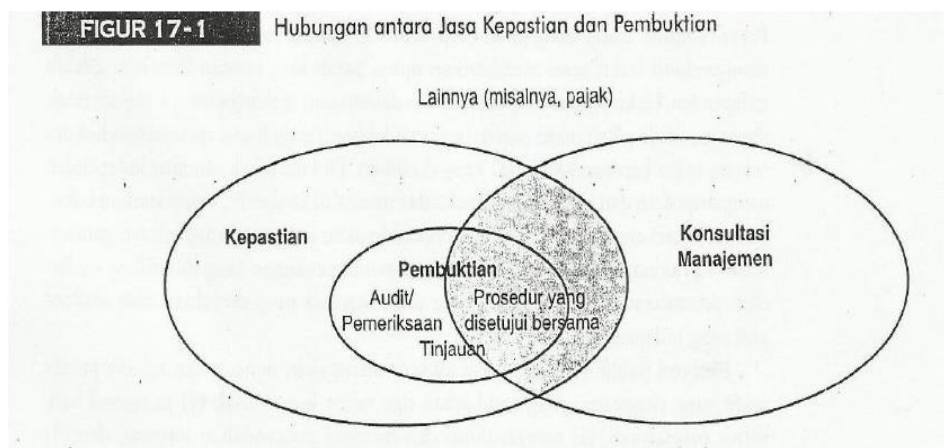 FIGUR 17-1 Hubungan antara Jasa Kepastian dan Pembuktian
Lainnya (misalnya, pajak)
Kepastian
Konsultasi
Manajemen
Pembuktian
Audit/ Prosedur yang
Pemeriksaan disetujui bersama
Tinjauan